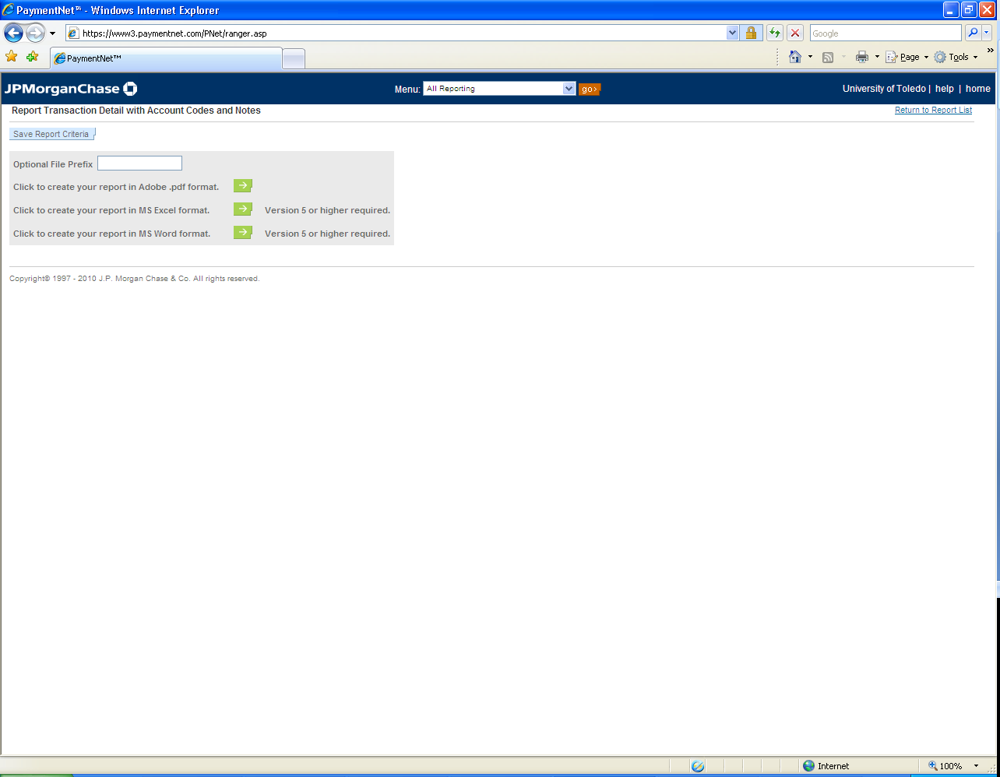 PaymentNet™ - Windows Internet Explorer
https://www3.paymentnet.com/PNet/ranger.asp
Google
PaymentNet™
Page
Tools
»
JPMorganChase
Menu: All Reporting go›
University of Toledo | help | home
Report Transaction Detail with Account Codes and Notes
Return to Report List
Save Report Criteria
Optional File Prefix
Click to create your report in Adobe .pdf format.
Click to create your report in MS Excel format. Version 5 or higher required.
Click to create your report in MS Word format. Version 5 or higher required.
Copyright© 1997 - 2010 J.P. Morgan Chase & Co. All rights reserved.
Internet
100%